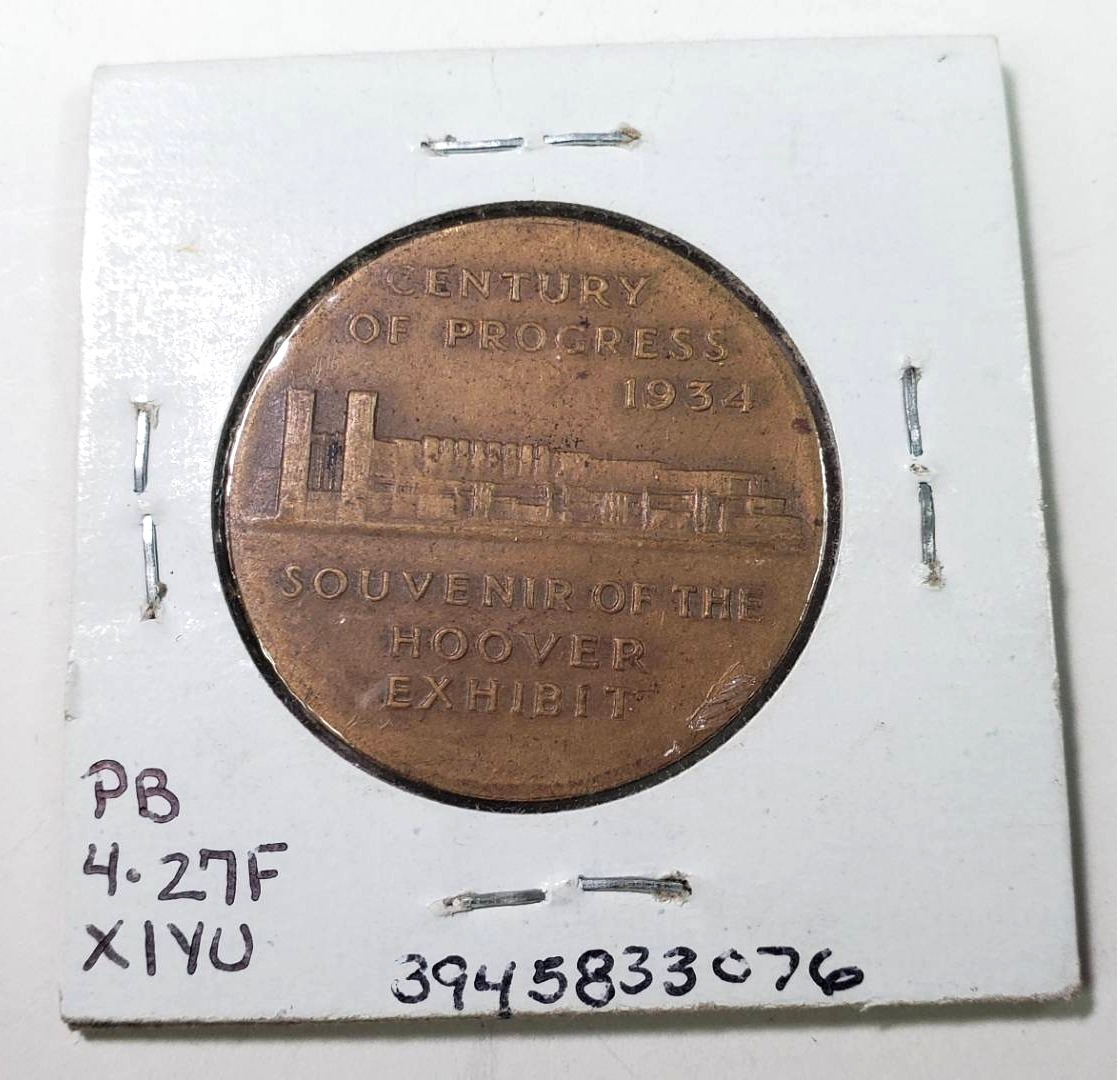 CENTURY
OF PROGRESS
1934
SOUVENIR OF THE
HOOVER
EXHIBIT
PB
4.27F
X1YU
3945833076